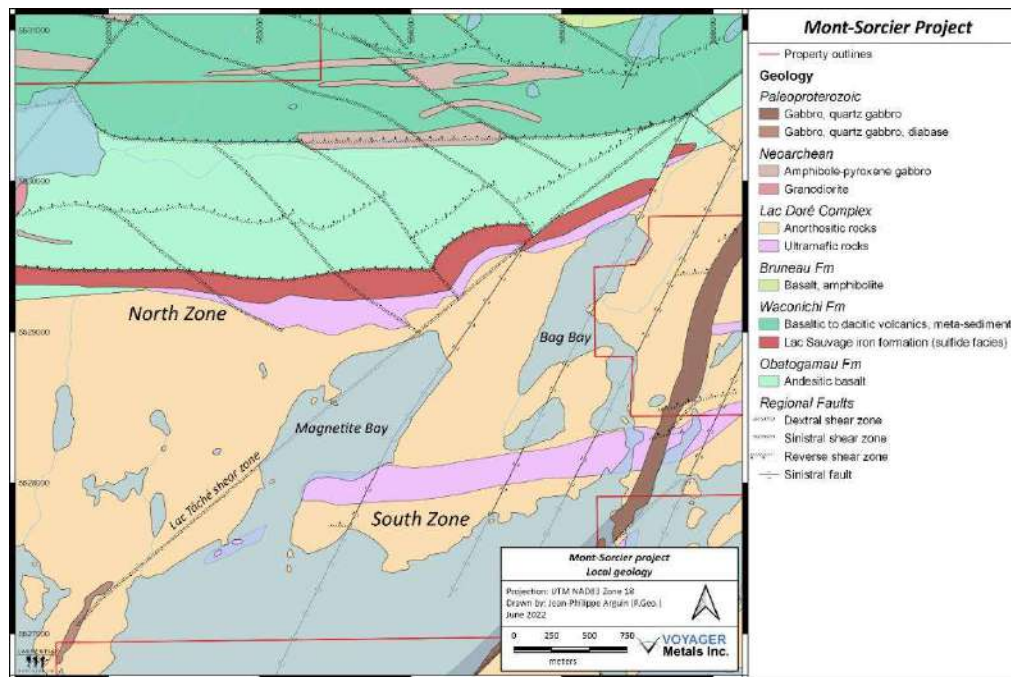 Mont-Sorcier Project
Property outlines
Geology
Paleoproterozoic
Gabbro, quartz gabbro
Gabbro, quartz gabbro, diabase
Neoarchean
Amphibole-pyroxene gabbro
Granodiorite
Lac Doré Complex
Anorthositic rocks
Ultramafic rocks
Bruneau Fm
Basalt, amphibolite
Waconichi Fm
Basaltic to dacitic volcanics, meta-sediment
Lac Sauvage iron formation (sulfide facies)
Obatogamau Fm
Andesitic basalt
Regional Faults
Dextral shear zone
Sinistral shear zone
Reverse shear zone
Sinistral fault
North Zone
Bag Bay
Magnetite Bay
Lac Tâché shear zone
South Zone
5630000
5629000
5628000
Mont-Sorcier project
Local geology
Projection: UTM NAD83 Zone 18
Drawn by: Jean-Philippe Arguin (P.Geo.)
June 2022
0 250 500 750
meters
VOYAGER
Metals Inc.